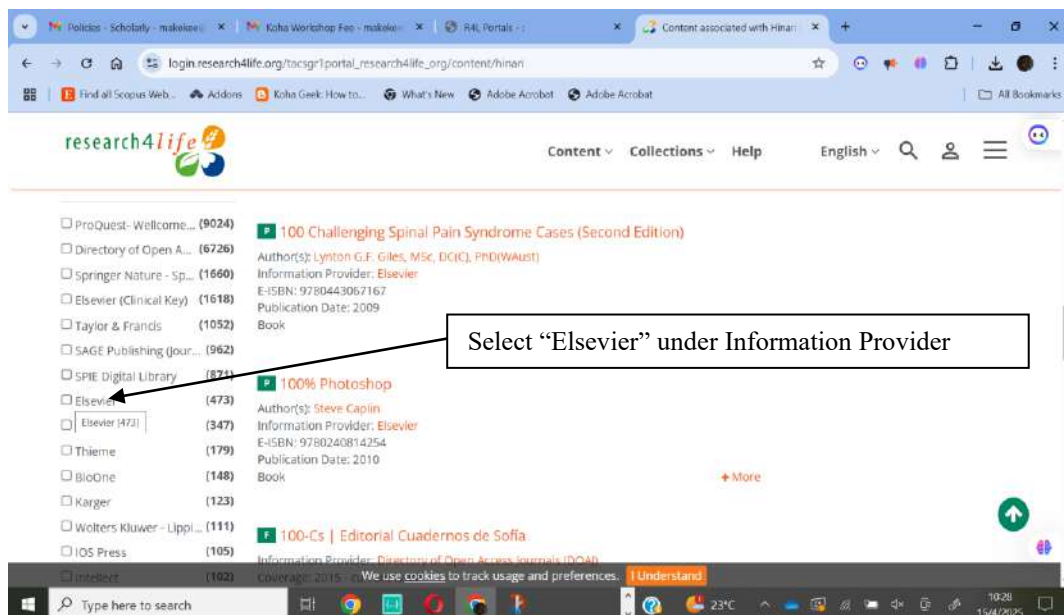 Policies - Scholarly - makekoe
Koha Workshop Fee - makeko
R4L Portals -
Content associated with Hinari
login.research4life.org/tacsgr1portal_research4life_org/content/hinari
Find all Scopus Web...
Addons
Koha Geek: How to...
What's New
Adobe Acrobat
Adobe Acrobat
All Bookmarks
research4life
Content
Collections
Help
English
ProQuest- Wellcome... (9024)
Directory of Open A... (6726)
Springer Nature - Sp... (1660)
Elsevier (Clinical Key) (1618)
Taylor & Francis (1052)
SAGE Publishing (Jour... (962)
SPIE Digital Library (871)
Elsevier (473)
Elsevier [473]
(347)
Thieme (179)
BioOne (148)
Karger (123)
Wolters Kluwer - Lippi... (111)
IOS Press (105)
Intellect (102)
P 100 Challenging Spinal Pain Syndrome Cases (Second Edition)
Author(s): Lynton G.F. Giles, MSc, DC(C), PhD(WAust)
Information Provider: Elsevier
E-ISBN: 9780443067167
Publication Date: 2009
Book
Select “Elsevier” under Information Provider
P 100% Photoshop
Author(s): Steve Caplin
Information Provider: Elsevier
E-ISBN: 9780240814254
Publication Date: 2010
Book
+ More
F 100-Cs | Editorial Cuadernos de Sofía
Information Provider: Directory of Open Access Journals (DOAJ)
Coverage: 2015 -
We use cookies to track usage and preferences. I Understand
Type here to search
23°C
10:28
15/4/2025